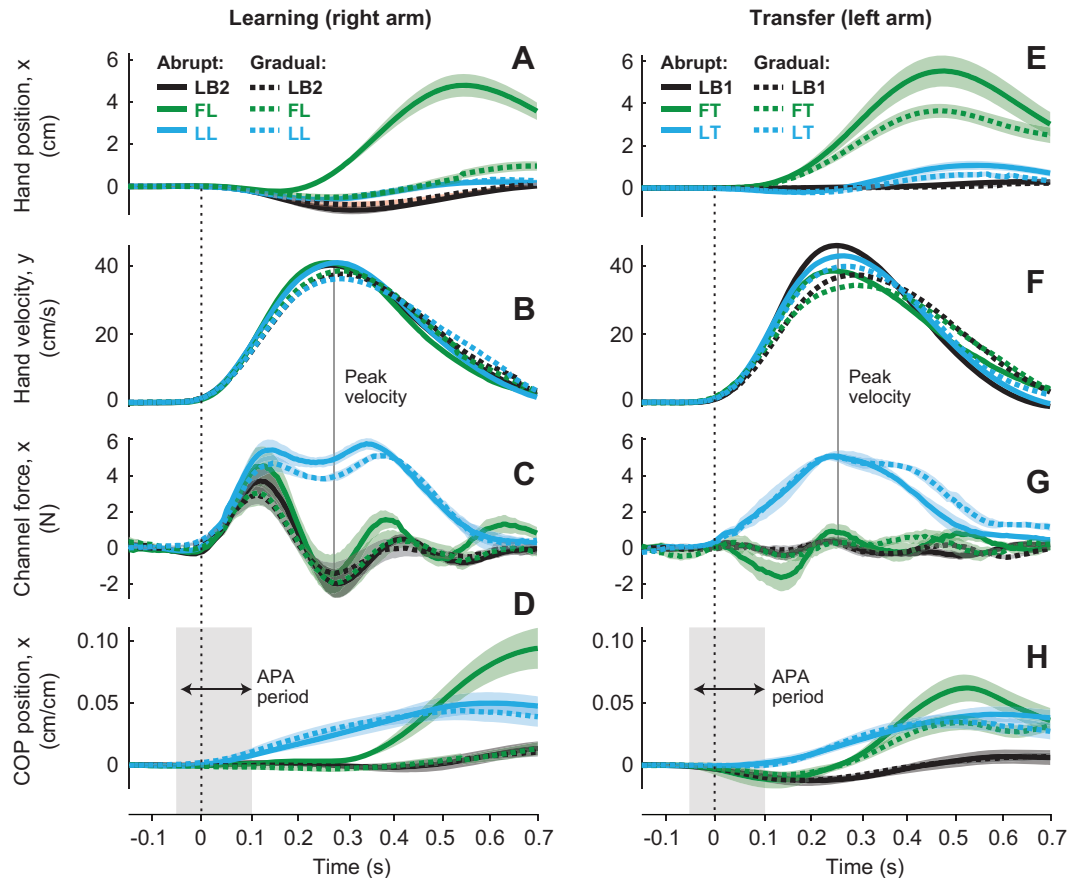 Learning (right arm)
Transfer (left arm)
Hand position, x
(cm)
6
4
2
0
Abrupt:
Gradual:
LB2
LB2
FL
FL
LL
LL
A
6
4
2
0
Abrupt:
Gradual:
LB1
LB1
FT
FT
LT
LT
E
Hand velocity, y
(cm/s)
40
20
0
B
Peak
velocity
40
20
0
F
Peak
velocity
Channel force, x
(N)
6
4
2
0
-2
C
6
4
2
0
-2
G
COP position, x
(cm/cm)
0.10
0.05
0
D
APA
period
0.10
0.05
0
H
APA
period
-0.1 0 0.1 0.2 0.3 0.4 0.5 0.6 0.7
Time (s)
-0.1 0 0.1 0.2 0.3 0.4 0.5 0.6 0.7
Time (s)